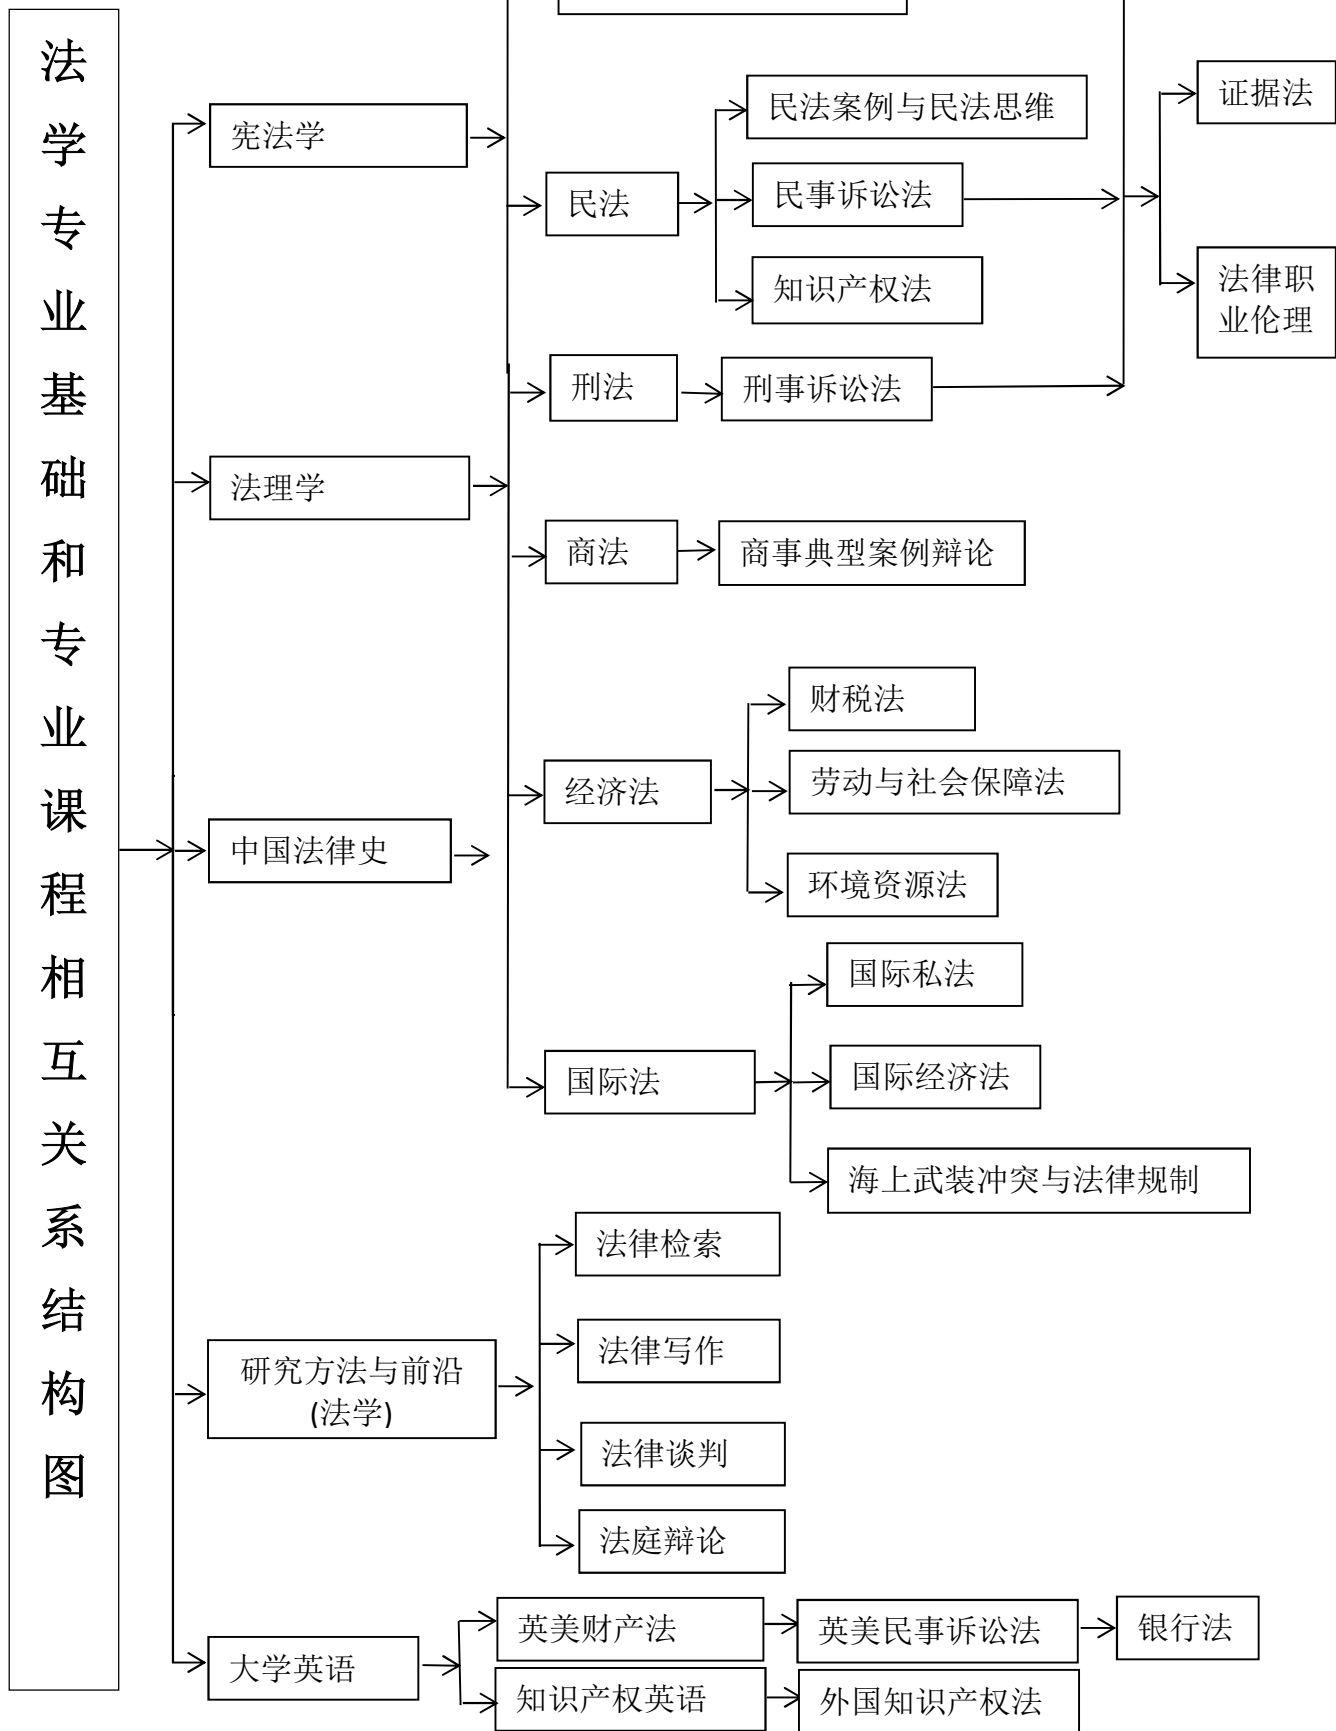 法学专业基础和专业课程相互关系结构图
宪法学
民法
民法案例与民法思维
民事诉讼法
知识产权法
证据法
法律职
业伦理
刑法
刑事诉讼法
法理学
商法
商事典型案例辩论
中国法律史
经济法
财税法
劳动与社会保障法
环境资源法
国际法
国际私法
国际经济法
海上武装冲突与法律规制
研究方法与前沿
(法学)
法律检索
法律写作
法律谈判
法庭辩论
大学英语
英美财产法
英美民事诉讼法
银行法
知识产权英语
外国知识产权法